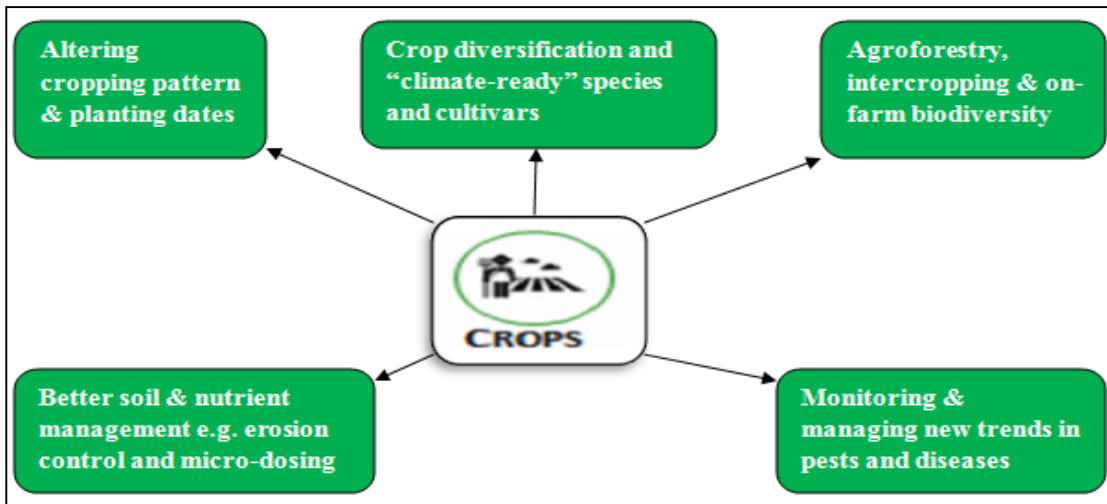 Altering
cropping pattern
& planting dates
Crop diversification and
“climate-ready” species
and cultivars
Agroforestry,
intercropping & on-
farm biodiversity
CROPS
Better soil & nutrient
management e.g. erosion
control and micro-dosing
Monitoring &
managing new trends in
pests and diseases